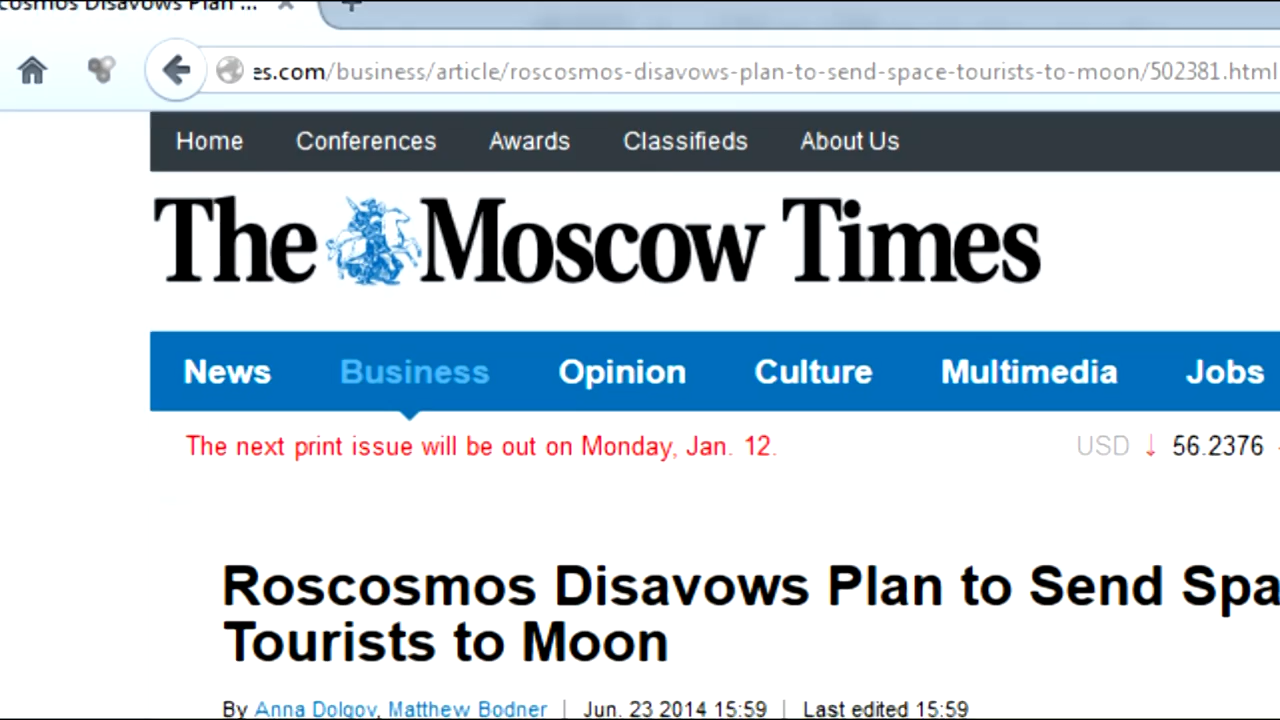 cosmos Disavows Plan ...
es.com/business/article/roscosmos-disavows-plan-to-send-space-tourists-to-moon/502381.html
Home Conferences Awards Classifieds About Us
The Moscow Times
News Business Opinion Culture Multimedia Jobs
The next print issue will be out on Monday, Jan. 12. USD ↓ 56.2376
Roscosmos Disavows Plan to Send Spa
Tourists to Moon
By Anna Dolgov, Matthew Bodner | Jun. 23 2014 15:59 | Last edited 15:59